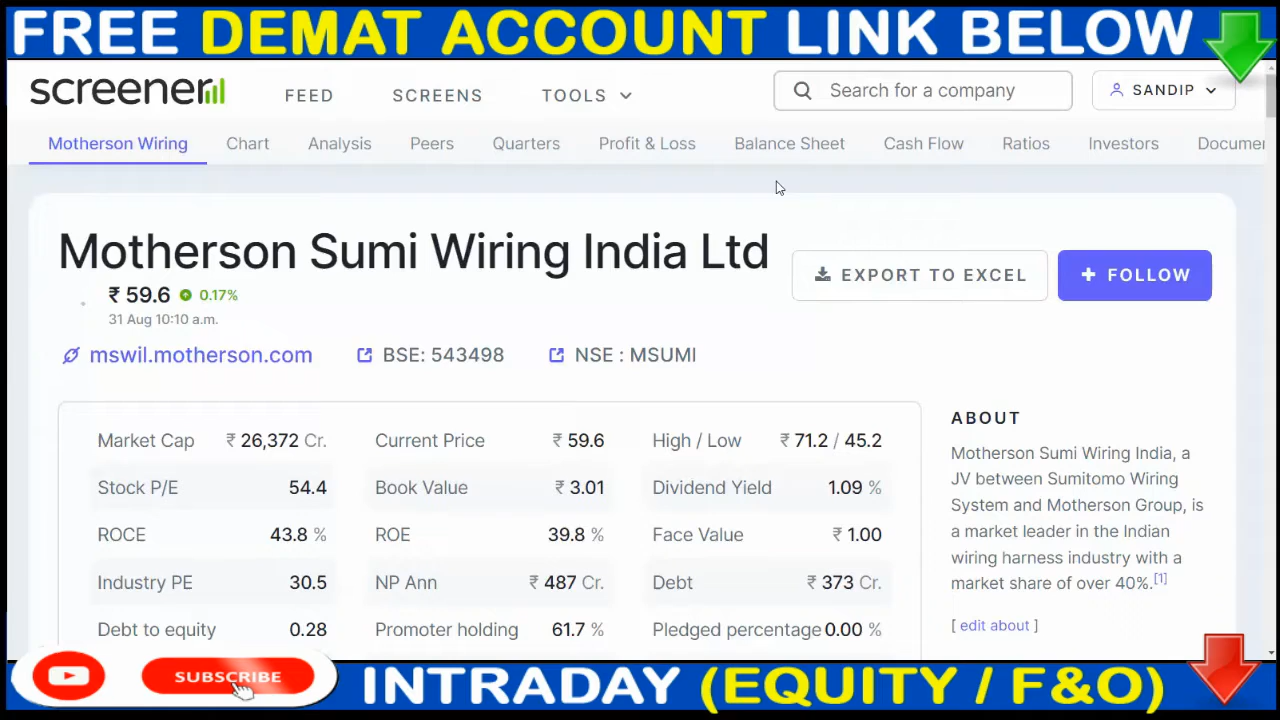 FREE DEMAT ACCOUNT LINK BELOW
screener
FEED SCREENS TOOLS
Search for a company
SANDIP
Motherson Wiring Chart Analysis Peers Quarters Profit & Loss Balance Sheet Cash Flow Ratios Investors Documen
Motherson Sumi Wiring India Ltd
EXPORT TO EXCEL
+ FOLLOW
₹ 59.6 0.17%
31 Aug 10:10 a.m.
mswil.motherson.com BSE: 543498 NSE : MSUMI
Market Cap ₹ 26,372 Cr. Current Price ₹ 59.6 High / Low ₹ 71.2 / 45.2
Stock P/E 54.4 Book Value ₹ 3.01 Dividend Yield 1.09 %
ROCE 43.8 % ROE 39.8 % Face Value ₹ 1.00
Industry PE 30.5 NP Ann ₹ 487 Cr. Debt ₹ 373 Cr.
Debt to equity 0.28 Promoter holding 61.7 % Pledged percentage 0.00 %
ABOUT
Motherson Sumi Wiring India, a
JV between Sumitomo Wiring
System and Motherson Group, is
a market leader in the Indian
wiring harness industry with a
market share of over 40%.[1]
[ edit about ]
SUBSCRIBE
INTRADAY (EQUITY / F&O)